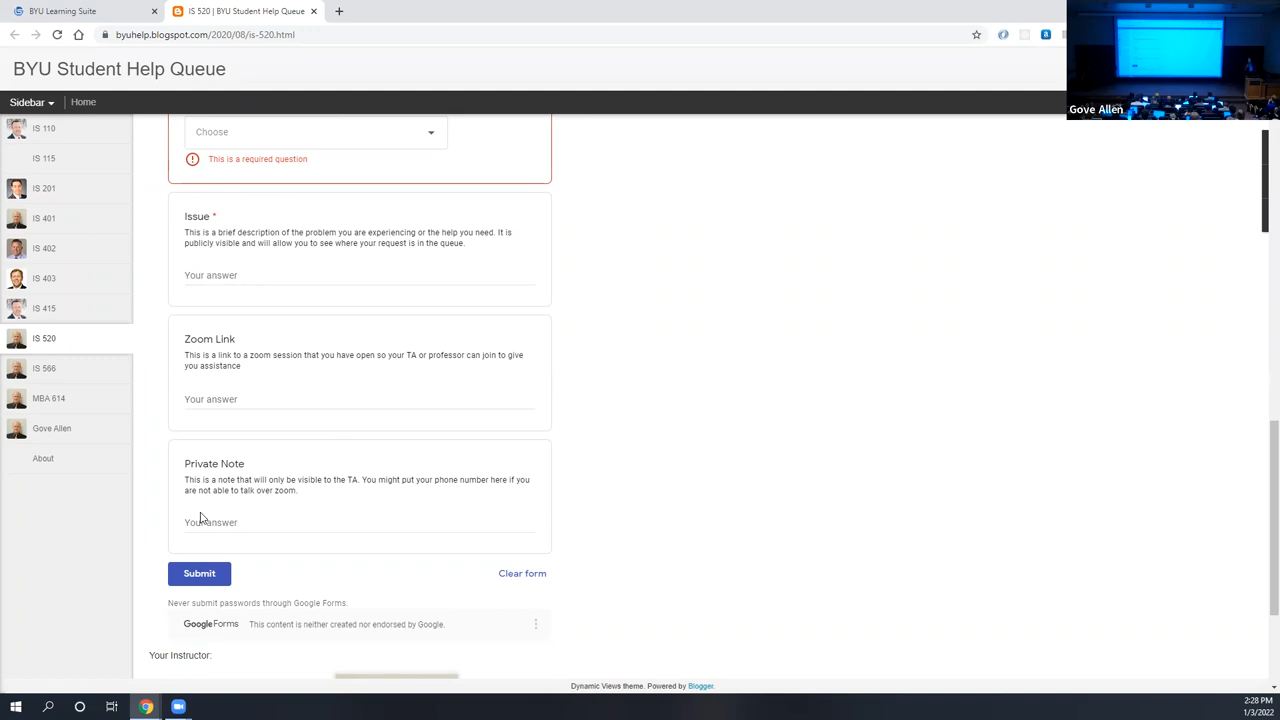 BYU Learning Suite
IS 520 | BYU Student Help Queue
byuhelp.blogspot.com/2020/08/is-520.html
BYU Student Help Queue
Gove Allen
Sidebar
Home
IS 110
IS 115
IS 201
IS 401
IS 402
IS 403
IS 415
IS 520
IS 566
MBA 614
Gove Allen
About
Choose
This is a required question
Issue *
This is a brief description of the problem you are experiencing or the help you need. It is
publicly visible and will allow you to see where your request is in the queue.
Your answer
Zoom Link
This is a link to a zoom session that you have open so your TA or professor can join to give
you assistance
Your answer
Private Note
This is a note that will only be visible to the TA. You might put your phone number here if you
are not able to talk over zoom.
Your answer
Submit
Clear form
Never submit passwords through Google Forms.
Google Forms
This content is neither created nor endorsed by Google.
Your Instructor:
Dynamic Views theme. Powered by Blogger.
2:28 PM
1/3/2022